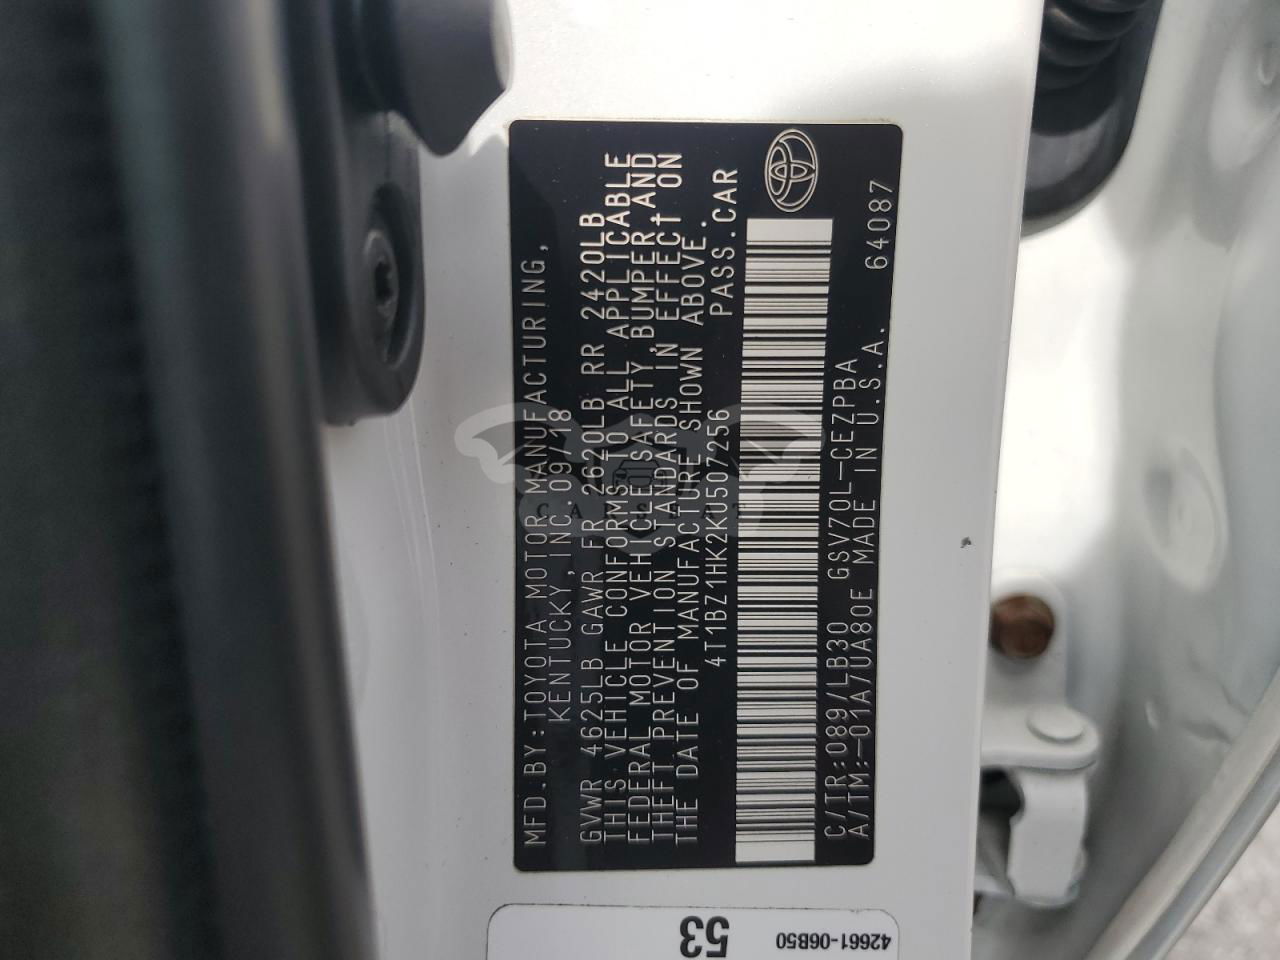 MFD.BY:TOYOTA MOTOR MANUFACTURING,
KENTUCKY,INC.09/18
GVWR 4625LB GAWR FR 2620LB RR 2420LB
THIS VEHICLE CONFORMS TO ALL APPLICABLE
FEDERAL MOTOR VEHICLE SAFETY,BUMPER,AND
THEFT PREVENTION STANDARDS IN EFFECT ON
THE DATE OF MANUFACTURE SHOWN ABOVE.
4T1BZ1HK2KU507256 PASS.CAR
C/TR:089/LB30 GSV70L-CEZPBA 64087
A/TM:-01A/UA80E MADE IN U.S.A.
53
42661-06B50